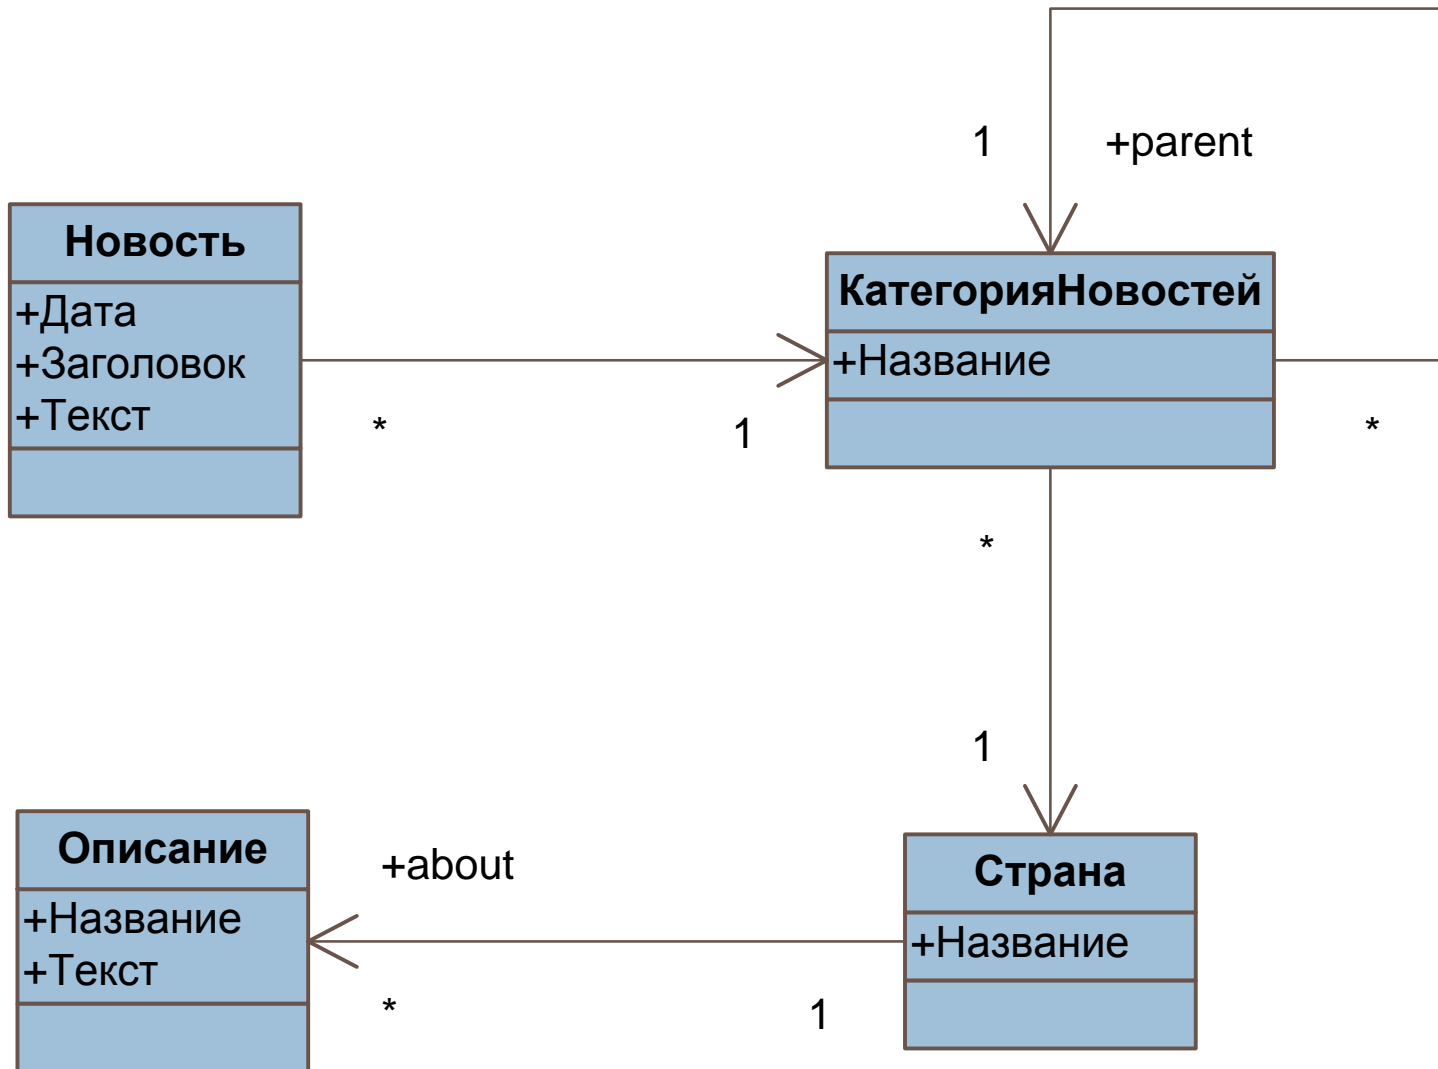 1 +parent
Новость
+Дата
+Заголовок
+Текст
КатегорияНовостей
+Название
* 1
*
*
1
Описание
+Название
+Текст
+about
* 1
Страна
+Название